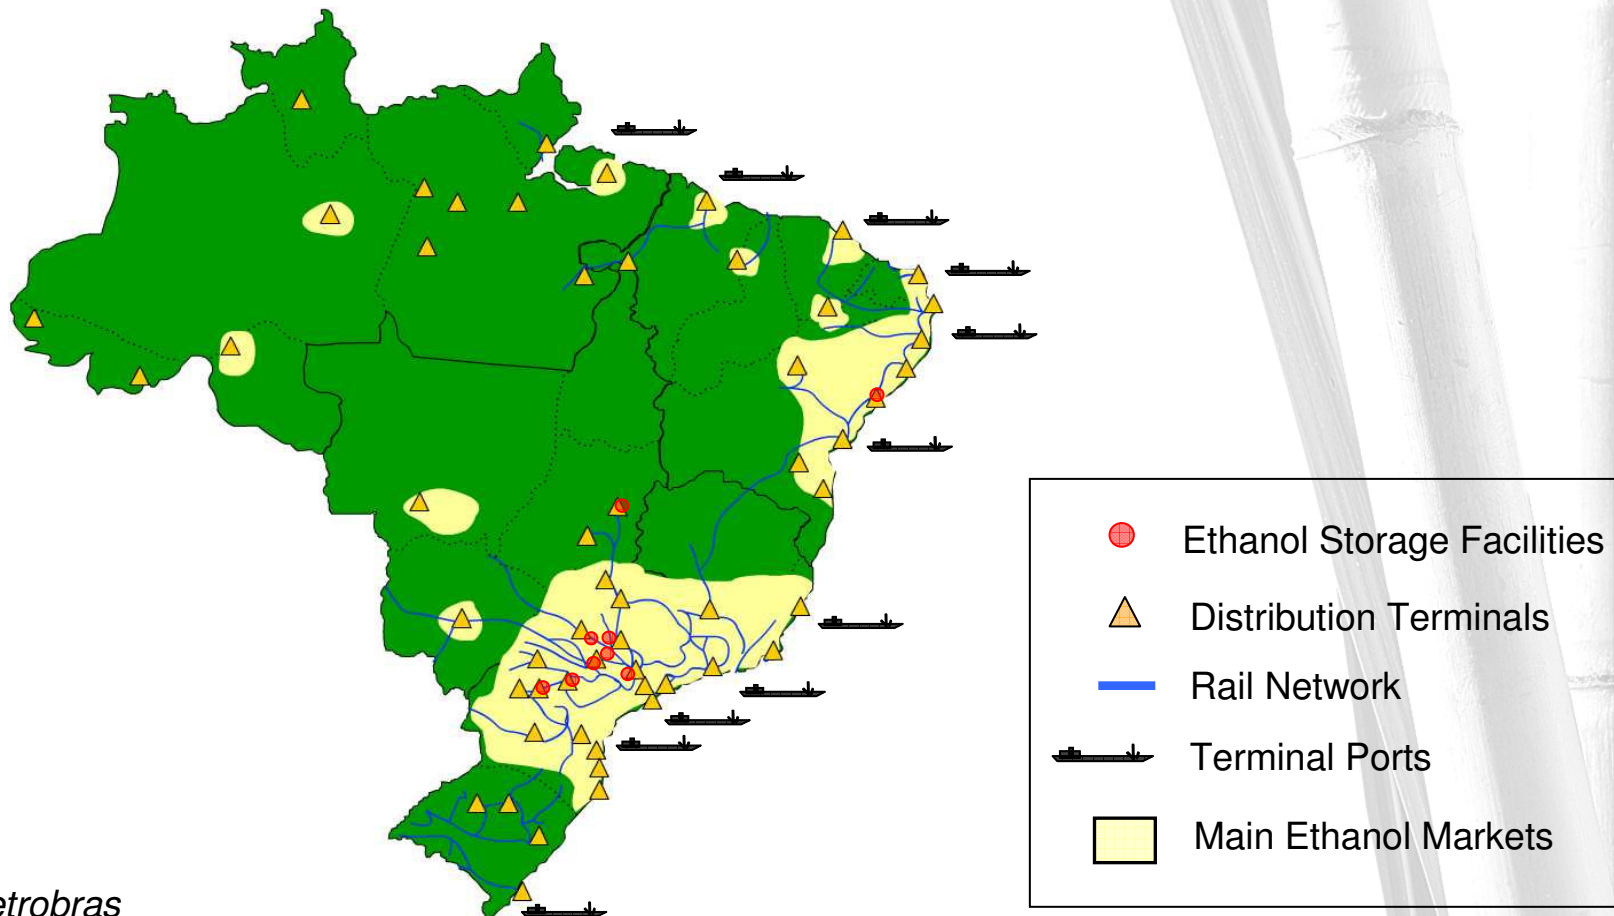 Ethanol Storage Facilities
Distribution Terminals
Rail Network
Terminal Ports
Main Ethanol Markets
etrobras